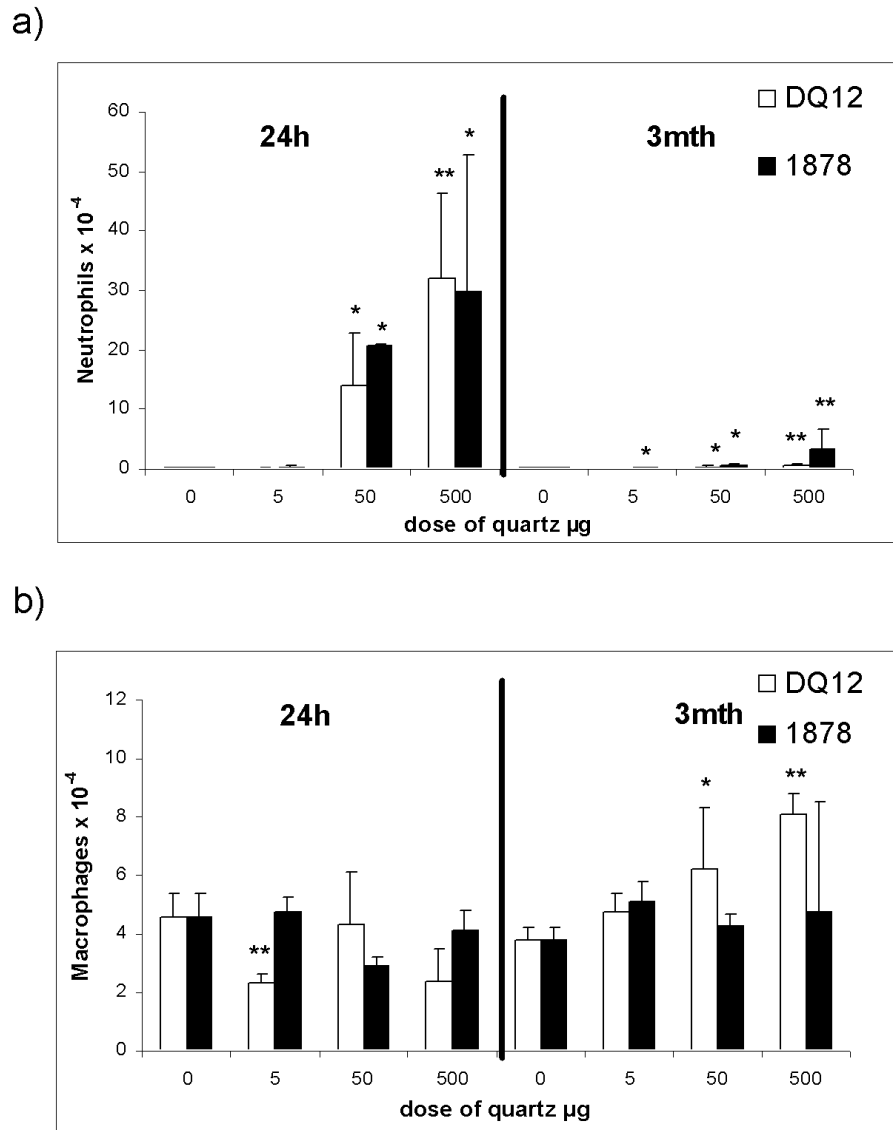 a)
60
50
40
30
20
10
0
Neutrophils x 10⁻⁴
24h
3mth
DQ12
1878
*
*
**
*
*
*
*
**
**
0 5 50 500 0 5 50 500
dose of quartz µg
b)
12
10
8
6
4
2
0
Macrophages x 10⁻⁴
24h
3mth
DQ12
1878
**
*
**
0 5 50 500 0 5 50 500
dose of quartz µg